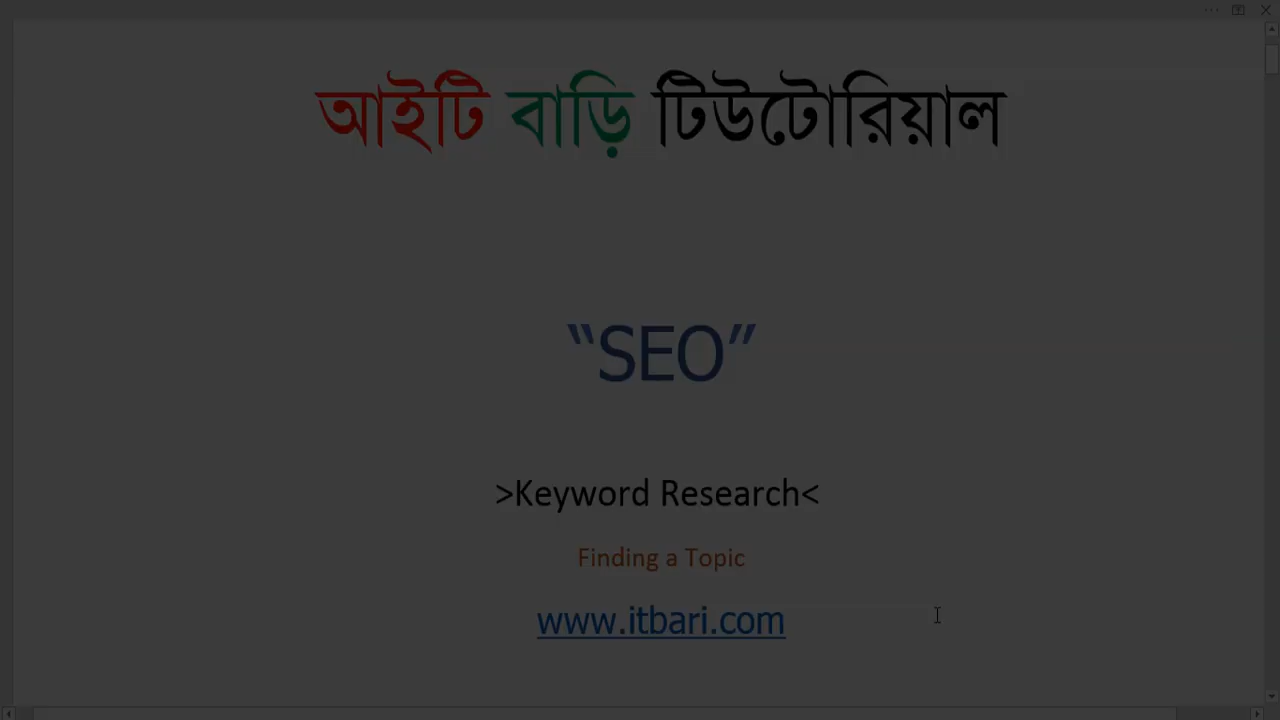 আইটি বাড়ি টিউটোরিয়াল
“SEO”
>Keyword Research<
Finding a Topic
www.itbari.com